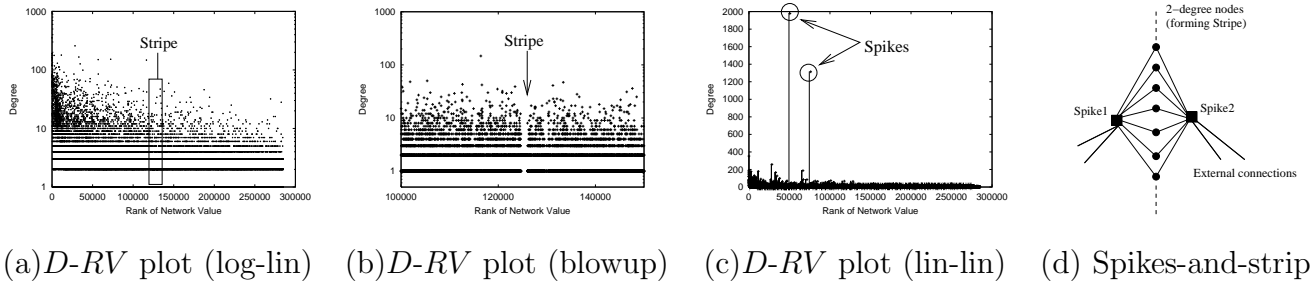 1000
100
10
1
Degree
Stripe
0 50000 100000 150000 200000 250000 300000
Rank of Network Value
1000
100
10
1
Degree
Stripe
100000 120000 140000
Rank of Network Value
2000
1800
1600
1400
1200
1000
800
600
400
200
0
Degree
Spikes
0 50000 100000 150000 200000 250000 300000
Rank of Network Value
2−degree nodes
(forming Stripe)
Spike1
Spike2
External connections
(a)D-RV plot (log-lin) (b)D-RV plot (blowup) (c)D-RV plot (lin-lin) (d) Spikes-and-strip